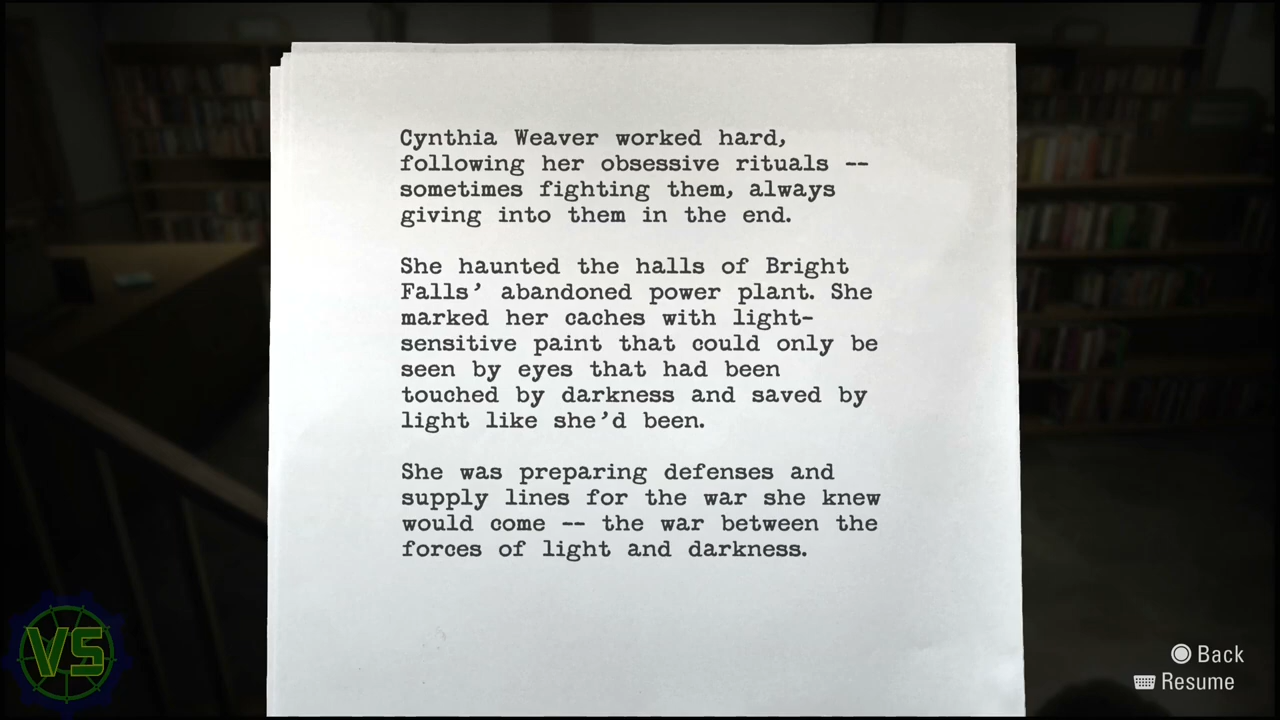 Cynthia Weaver worked hard,
following her obsessive rituals --
sometimes fighting them, always
giving into them in the end.
She haunted the halls of Bright
Falls’ abandoned power plant. She
marked her caches with light-
sensitive paint that could only be
seen by eyes that had been
touched by darkness and saved by
light like she’d been.
She was preparing defenses and
supply lines for the war she knew
would come -- the war between the
forces of light and darkness.
VS
Back
Resume